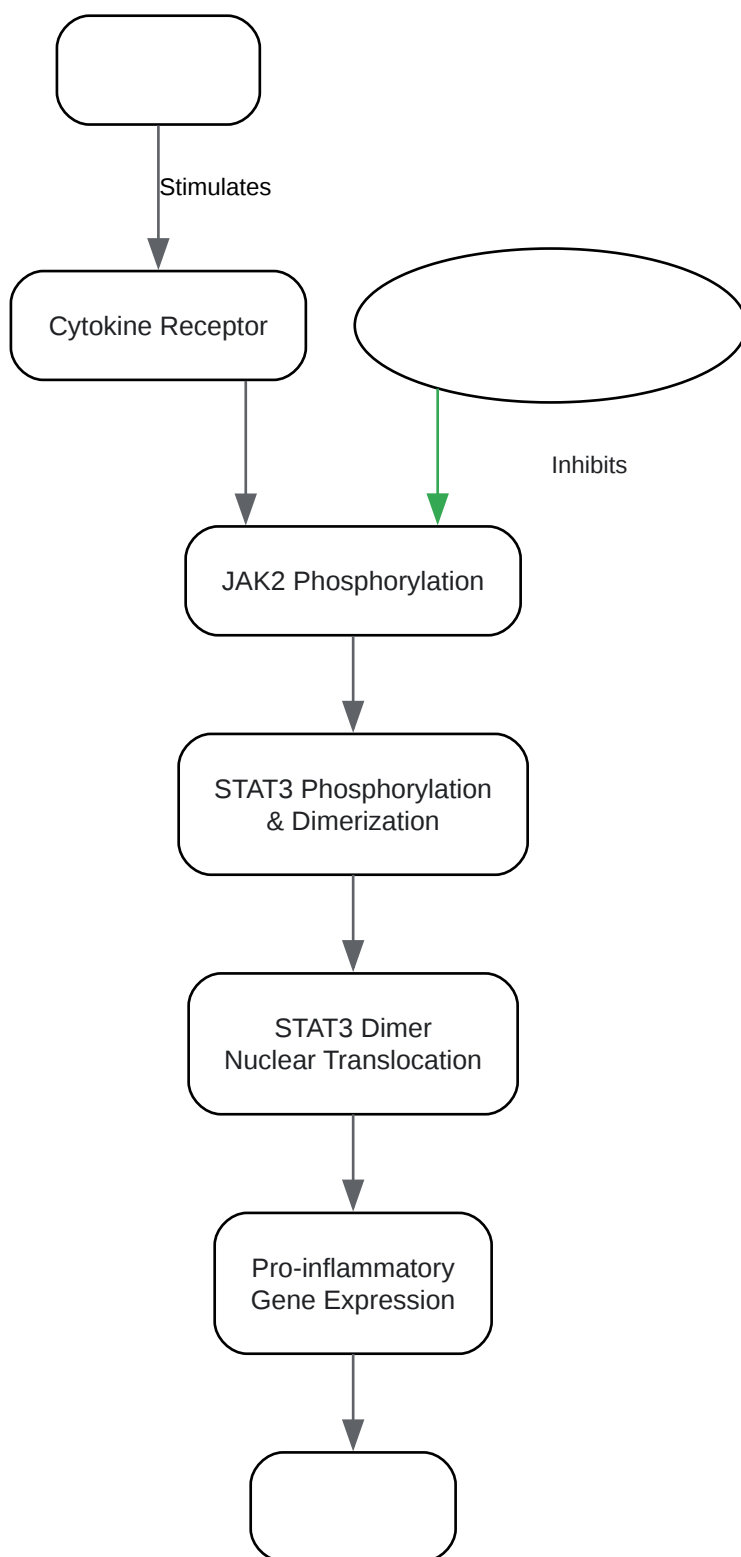 Stimulates
Cytokine Receptor
Inhibits
JAK2 Phosphorylation
STAT3 Phosphorylation
& Dimerization
STAT3 Dimer
Nuclear Translocation
Pro-inflammatory
Gene Expression